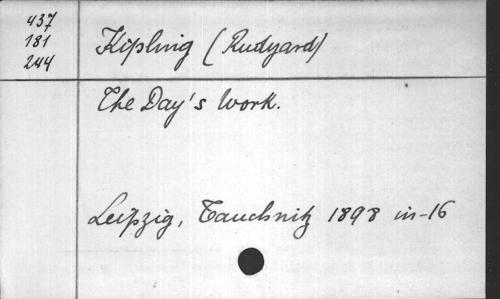 437
181
244
Kipling (Rudyard)
The Day's Work.
Leipzig, Tauchnitz 1898 in-16